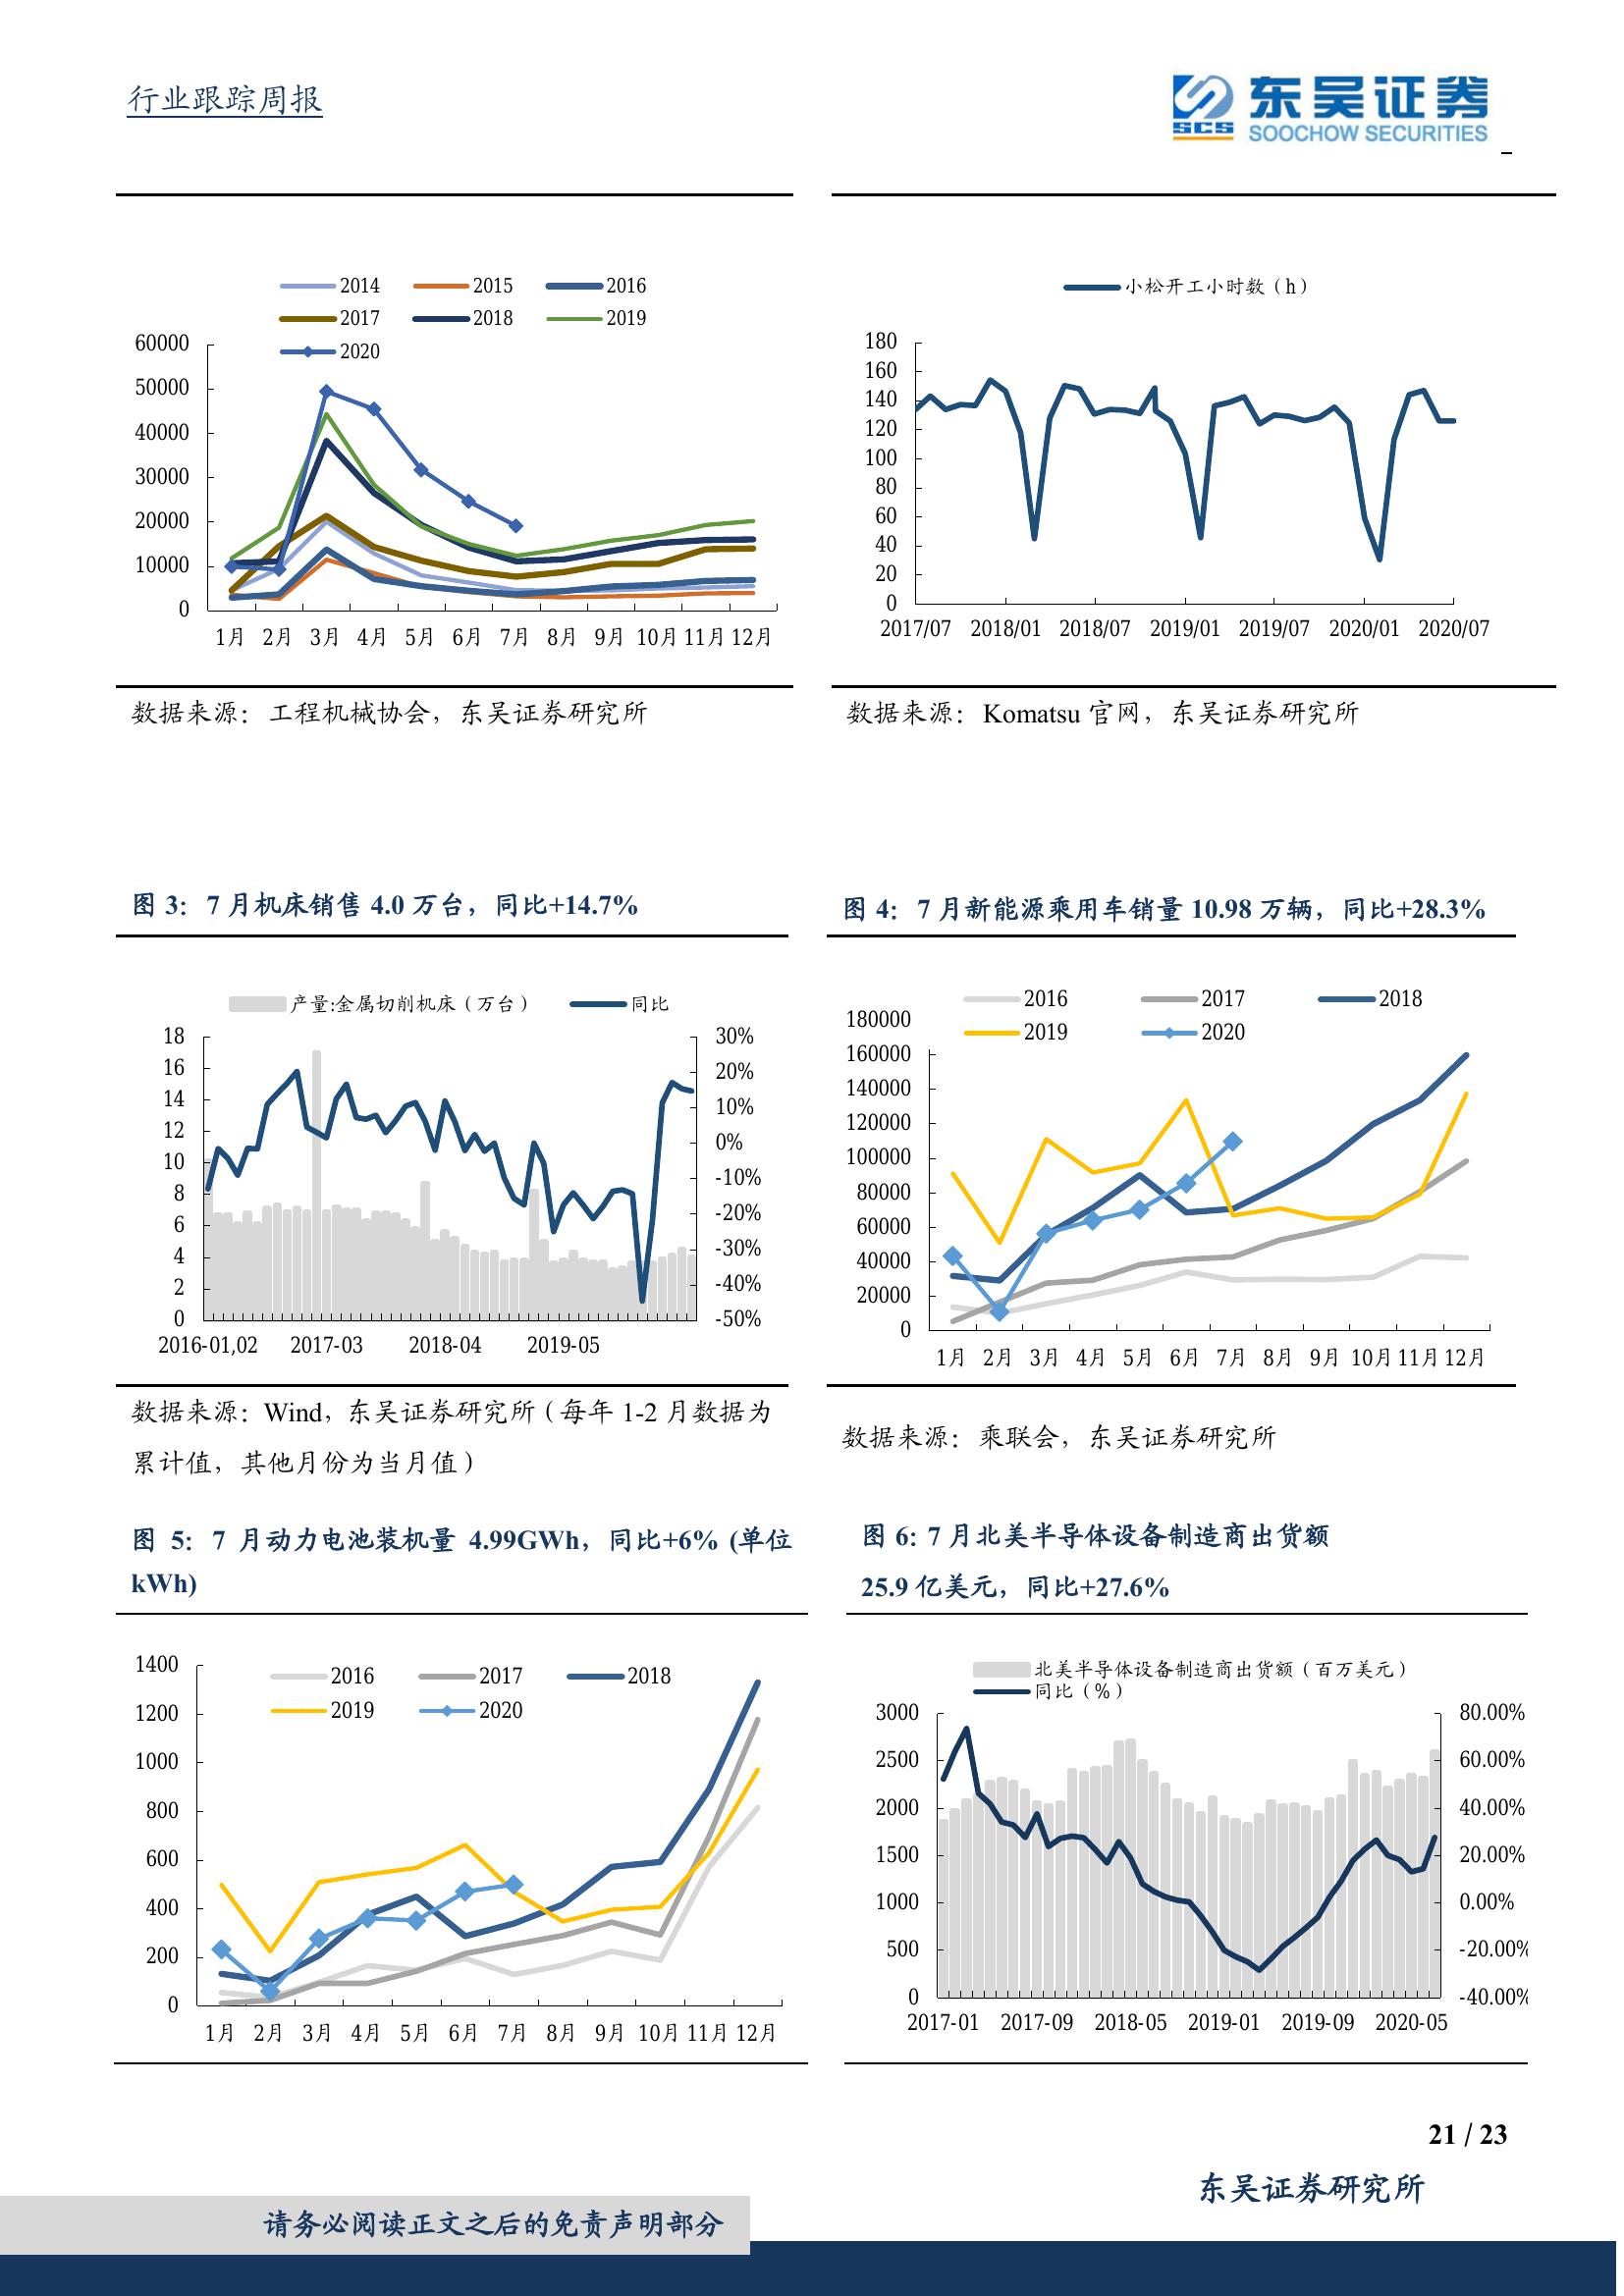 行业跟踪周报
东吴证券
SCS
SOOCHOW SECURITIES
2014 2015 2016
2017 2018 2019
2020
60000
50000
40000
30000
20000
10000
0
1月 2月 3月 4月 5月 6月 7月 8月 9月 10月 11月 12月
小松开工小时数（h）
180
160
140
120
100
80
60
40
20
0
2017/07 2018/01 2018/07 2019/01 2019/07 2020/01 2020/07
数据来源：工程机械协会，东吴证券研究所
数据来源：Komatsu 官网，东吴证券研究所
图 3：7 月机床销售 4.0 万台，同比+14.7%
产量:金属切削机床（万台） 同比
18
16
14
12
10
8
6
4
2
0
30%
20%
10%
0%
-10%
-20%
-30%
-40%
-50%
2016-01,02 2017-03 2018-04 2019-05
数据来源：Wind，东吴证券研究所（每年 1-2 月数据为
累计值，其他月份为当月值）
图 4：7 月新能源乘用车销量 10.98 万辆，同比+28.3%
2016 2017 2018
2019 2020
180000
160000
140000
120000
100000
80000
60000
40000
20000
0
1月 2月 3月 4月 5月 6月 7月 8月 9月 10月 11月 12月
数据来源：乘联会，东吴证券研究所
图 5：7 月动力电池装机量 4.99GWh，同比+6% (单位
kWh)
2016 2017 2018
2019 2020
1400
1200
1000
800
600
400
200
0
1月 2月 3月 4月 5月 6月 7月 8月 9月 10月 11月 12月
图 6: 7 月北美半导体设备制造商出货额
25.9 亿美元，同比+27.6%
北美半导体设备制造商出货额（百万美元）
同比（%）
3000
2500
2000
1500
1000
500
0
80.00%
60.00%
40.00%
20.00%
0.00%
-20.00%
-40.00%
2017-01 2017-09 2018-05 2019-01 2019-09 2020-05
21 / 23
东吴证券研究所
请务必阅读正文之后的免责声明部分